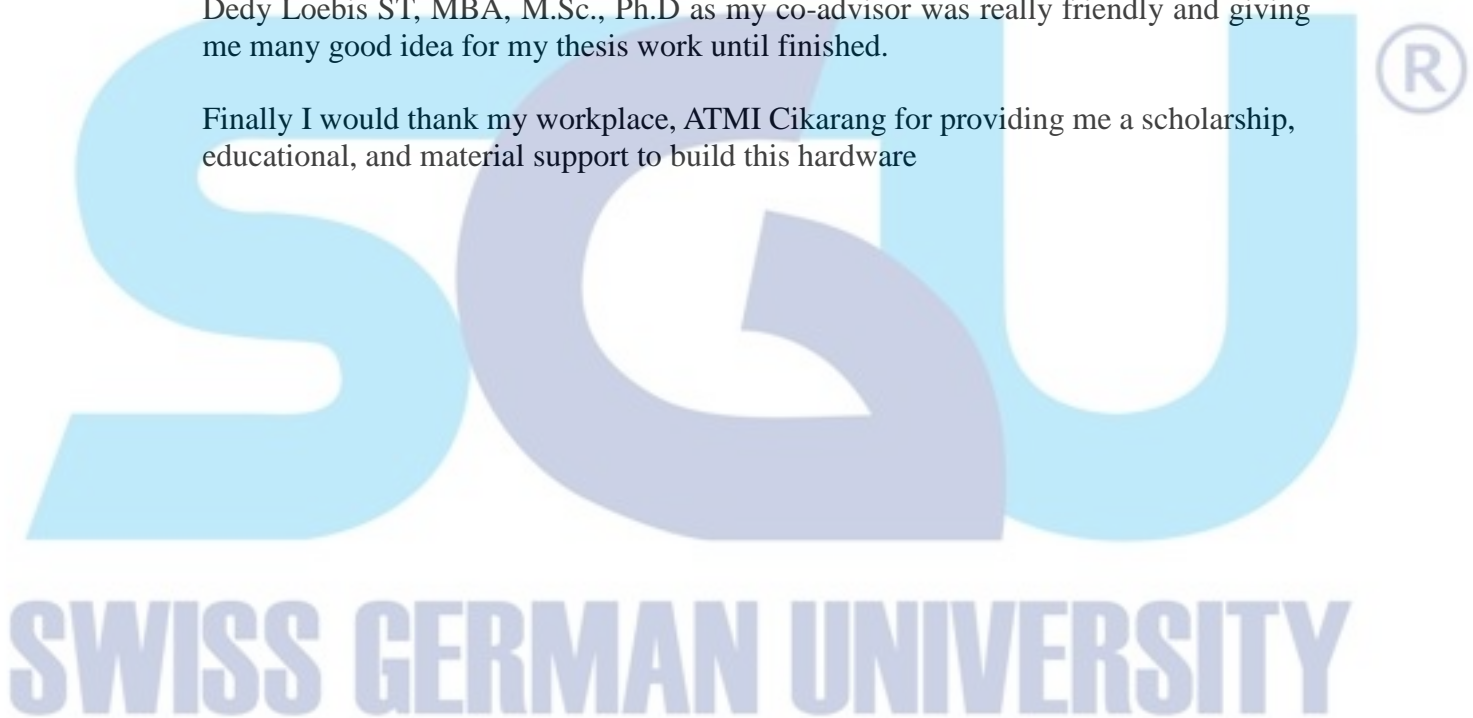 Dedy Loebis ST, MBA, M.Sc., Ph.D as my co-advisor was really friendly and giving
me many good idea for my thesis work until finished.
Finally I would thank my workplace, ATMI Cikarang for providing me a scholarship,
educational, and material support to build this hardware
SGU ®
SWISS GERMAN UNIVERSITY